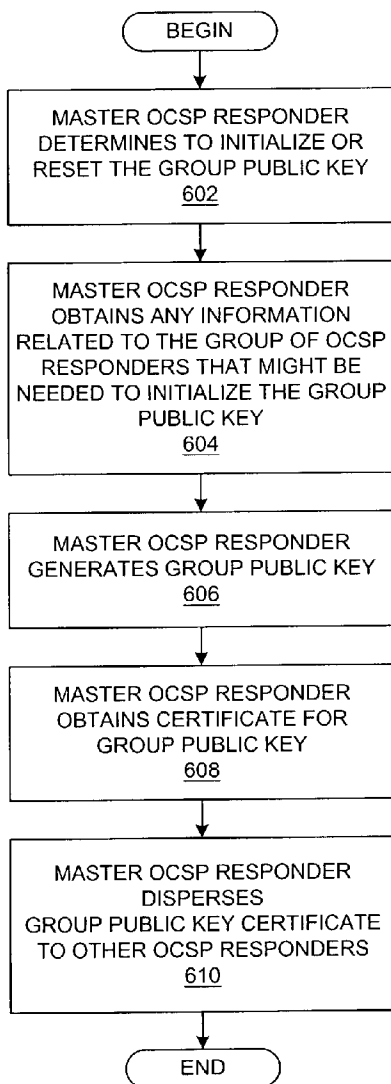 BEGIN
MASTER OCSP RESPONDER
DETERMINES TO INITIALIZE OR
RESET THE GROUP PUBLIC KEY
602
MASTER OCSP RESPONDER
OBTAINS ANY INFORMATION
RELATED TO THE GROUP OF OCSP
RESPONDERS THAT MIGHT BE
NEEDED TO INITIALIZE THE GROUP
PUBLIC KEY
604
MASTER OCSP RESPONDER
GENERATES GROUP PUBLIC KEY
606
MASTER OCSP RESPONDER
OBTAINS CERTIFICATE FOR
GROUP PUBLIC KEY
608
MASTER OCSP RESPONDER
DISPERSES
GROUP PUBLIC KEY CERTIFICATE
TO OTHER OCSP RESPONDERS
610
END